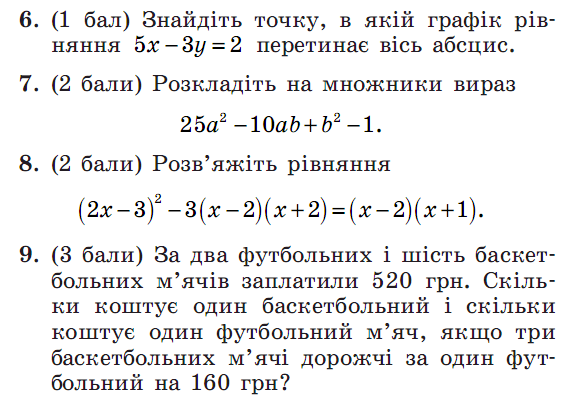 6. (1 бал) Знайдіть точку, в якій графік рів-
няння 5x – 3y = 2 перетинає вісь абсцис.
7. (2 бали) Розкладіть на множники вираз
25a² – 10ab + b² – 1.
8. (2 бали) Розв’яжіть рівняння
(2x – 3)² – 3(x – 2)(x + 2) = (x – 2)(x + 1).
9. (3 бали) За два футбольних і шість баскет-
больних м’ячів заплатили 520 грн. Скіль-
ки коштує один баскетбольний і скільки
коштує один футбольний м’яч, якщо три
баскетбольних м’ячі дорожчі за один фут-
больний на 160 грн?